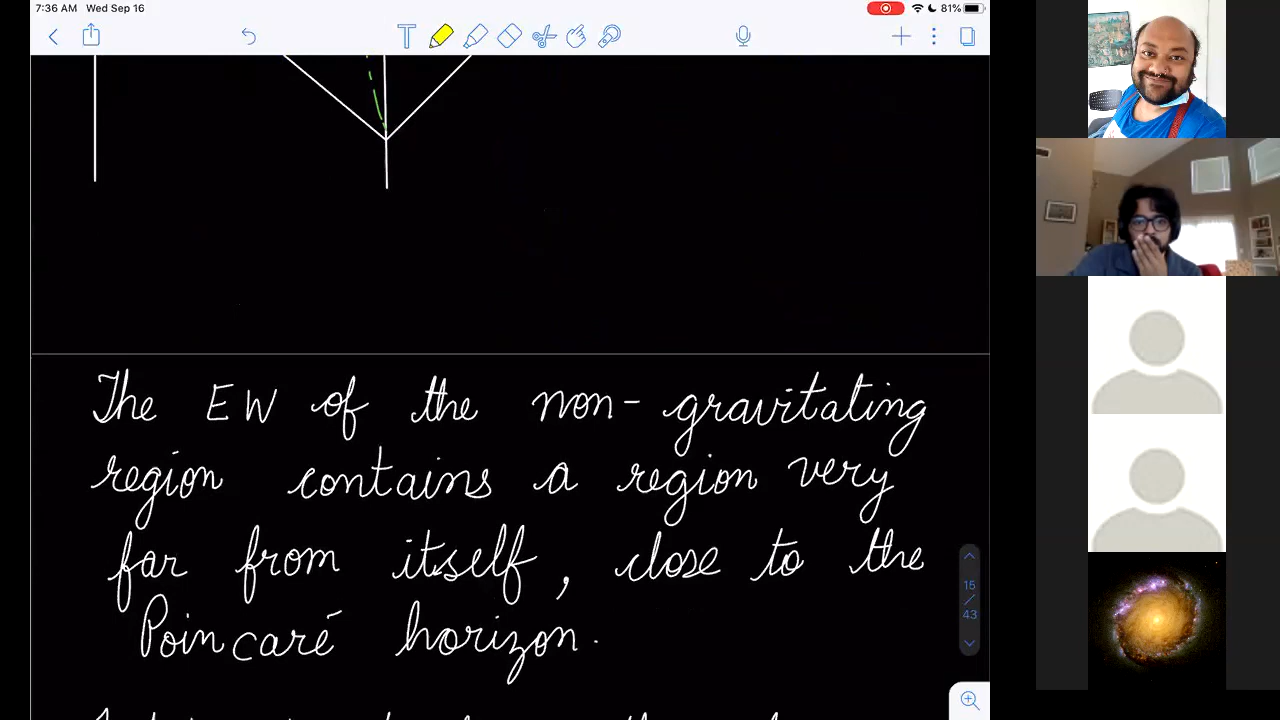 7:36 AM Wed Sep 16
81%
T
The EW of the non-gravitating
region contains a region very
far from itself, close to the
Poincaré horizon.
15
/
43